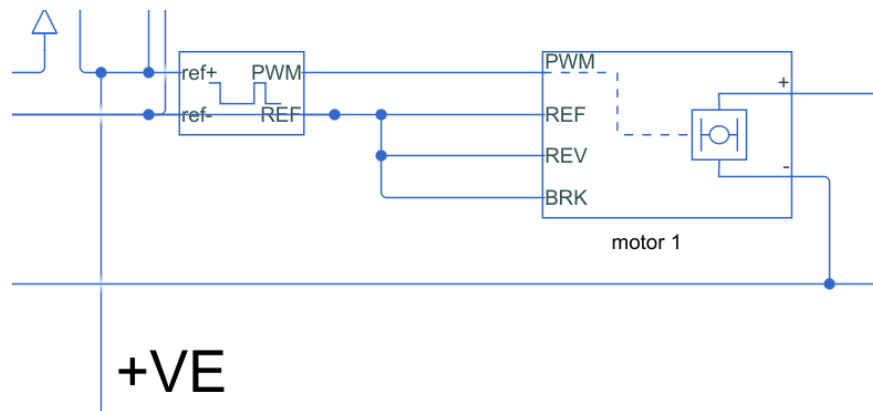 ref+ PWM
ref- REF
PWM
REF
REV
BRK
+
-
motor 1
+VE